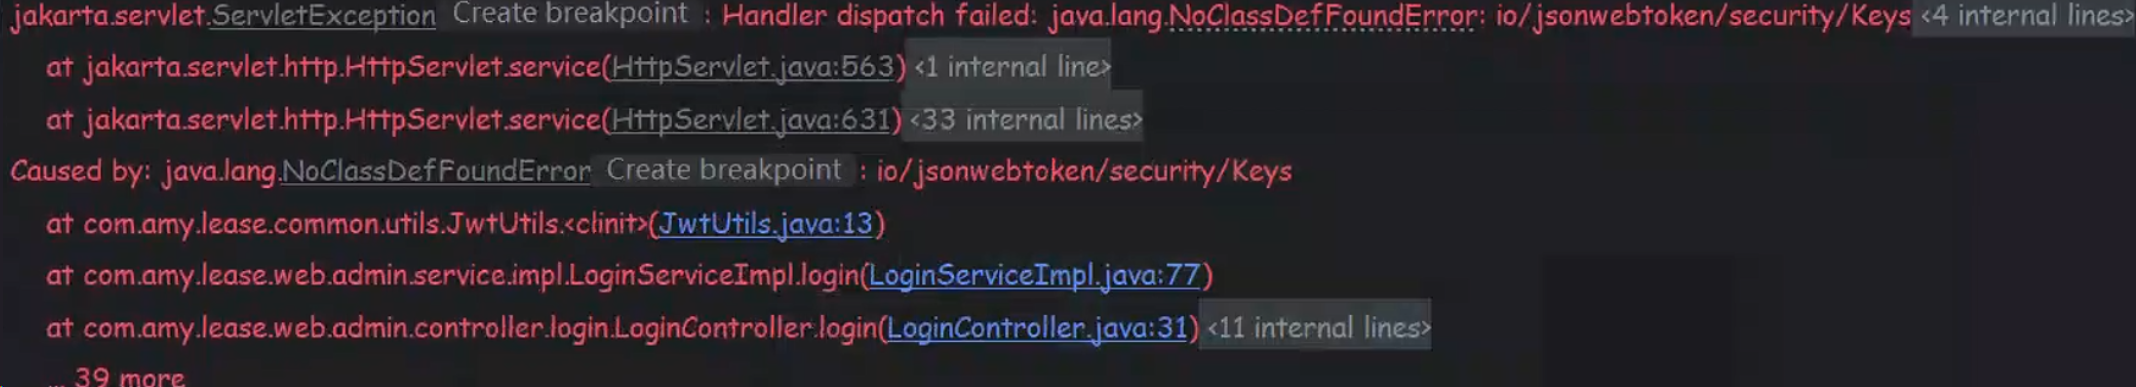 jakarta.servlet.ServletException Create breakpoint : Handler dispatch failed: java.lang.NoClassDefFoundError: io/jsonwebtoken/security/Keys <4 internal lines>
at jakarta.servlet.http.HttpServlet.service(HttpServlet.java:563) <1 internal line>
at jakarta.servlet.http.HttpServlet.service(HttpServlet.java:631) <33 internal lines>
Caused by: java.lang.NoClassDefFoundError Create breakpoint : io/jsonwebtoken/security/Keys
at com.amy.lease.common.utils.JwtUtils.<clinit>(JwtUtils.java:13)
at com.amy.lease.web.admin.service.impl.LoginServiceImpl.login(LoginServiceImpl.java:77)
at com.amy.lease.web.admin.controller.login.LoginController.login(LoginController.java:31) <11 internal lines>
... 39 more